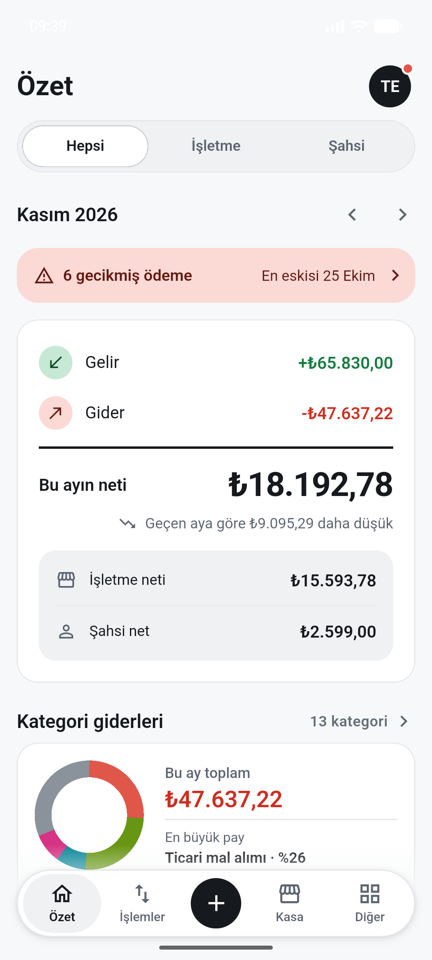 09:39
Özet
TE
Hepsi
İşletme
Şahsi
Kasım 2026
6 gecikmiş ödeme
En eskisi 25 Ekim
Gelir
+₺65.830,00
Gider
-₺47.637,22
Bu ayın neti
₺18.192,78
Geçen aya göre ₺9.095,29 daha düşük
İşletme neti
₺15.593,78
Şahsi net
₺2.599,00
Kategori giderleri
13 kategori
Bu ay toplam
₺47.637,22
En büyük pay
Ticari mal alımı · %26
Özet
İşlemler
Kasa
Diğer